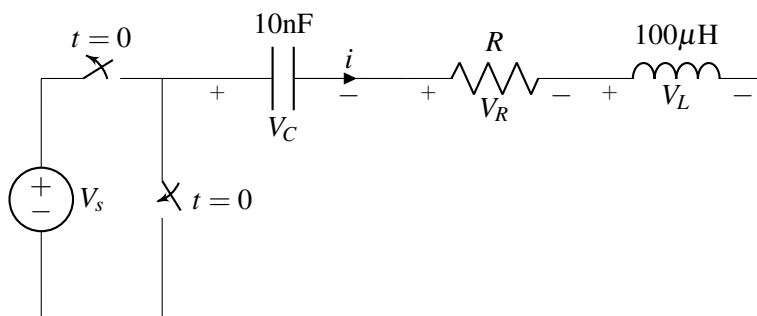 10nF
100μH
t = 0
i
R
+
−
+
−
+
−
V_C
V_R
V_L
+
−
V_s
t = 0